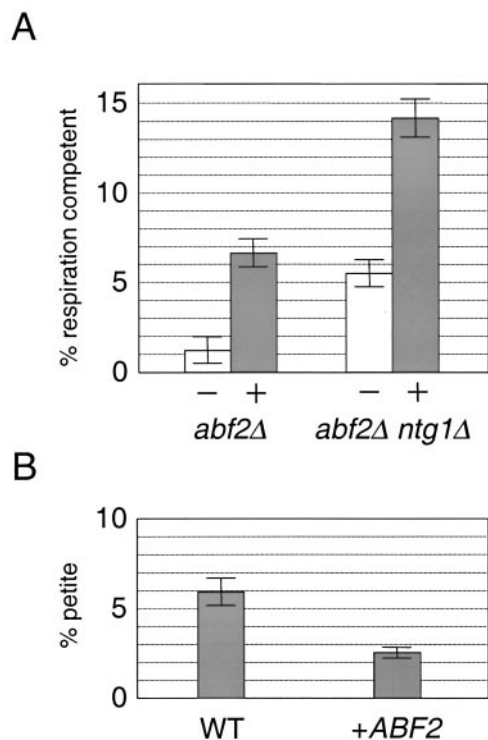 A
% respiration competent
15
10
5
0
– + – +
abf2Δ abf2Δ ntg1Δ
B
% petite
10
5
0
WT +ABF2